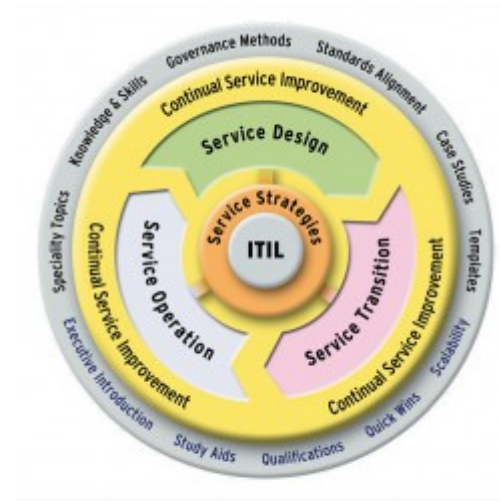 Governance Methods
Standards Alignment
Case Studies
Templates
Scalability
Quick Wins
Qualifications
Study Aids
Executive Introduction
Speciality Topics
Knowledge & Skills
Continual Service Improvement
Continual Service Improvement
Continual Service Improvement
Service Design
Service Transition
Service Operation
Service Strategies
ITIL